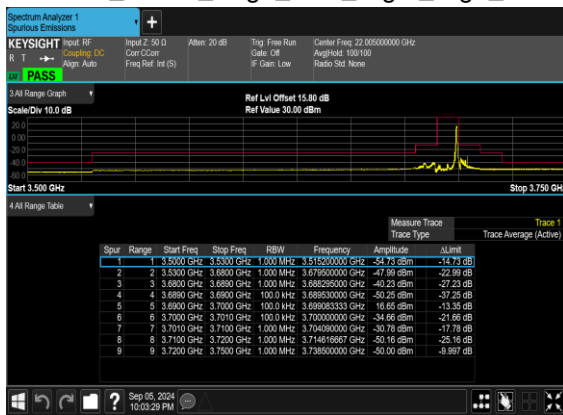 Spectrum Analyzer 1
Spurious Emissions
KEYSIGHT Input: RF Input Z: 50 Ω Atten: 20 dB Trig: Free Run Center Freq: 22.005000000 GHz
R T Coupling: DC Corr CCorr Gate: Off Avg|Hold: 100/100
Align: Auto Freq Ref: Int (S) IF Gain: Low Radio Std: None
PASS
3 All Range Graph
Ref Lvl Offset 15.80 dB
Scale/Div 10.0 dB Ref Value 30.00 dBm
20.0
0.00
-20.0
-40.0
-60.0
Start 3.500 GHz Stop 3.750 GH
4 All Range Table
Measure Trace Trace 1
Trace Type Trace Average (Active)
Spur Range Start Freq Stop Freq RBW Frequency Amplitude ΔLimit
1 1 3.5000 GHz 3.5300 GHz 1.000 MHz 3.515200000 GHz -54.73 dBm -14.73 dB
2 2 3.5300 GHz 3.6800 GHz 1.000 MHz 3.679500000 GHz -47.99 dBm -22.99 dB
3 3 3.6800 GHz 3.6890 GHz 1.000 MHz 3.688295000 GHz -40.23 dBm -27.23 dB
4 4 3.6890 GHz 3.6900 GHz 100.0 kHz 3.689530000 GHz -50.25 dBm -37.25 dB
5 5 3.6900 GHz 3.7000 GHz 100.0 kHz 3.699083333 GHz 16.65 dBm -13.35 dB
6 6 3.7000 GHz 3.7010 GHz 100.0 kHz 3.700000000 GHz -34.66 dBm -21.66 dB
7 7 3.7010 GHz 3.7100 GHz 1.000 MHz 3.704090000 GHz -30.78 dBm -17.78 dB
8 8 3.7100 GHz 3.7200 GHz 1.000 MHz 3.714616667 GHz -50.16 dBm -25.16 dB
9 9 3.7200 GHz 3.7500 GHz 1.000 MHz 3.738500000 GHz -50.00 dBm -9.997 dB
Sep 05, 2024
10:03:29 PM